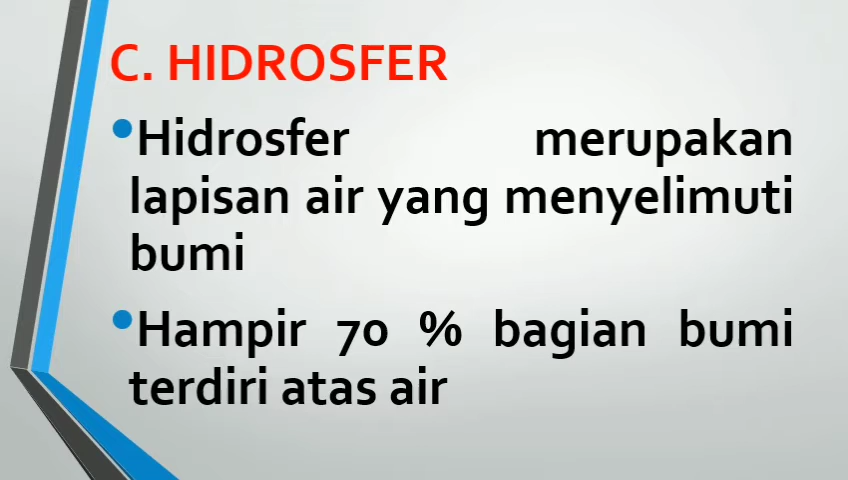 C. HIDROSFER
•Hidrosfer merupakan
lapisan air yang menyelimuti
bumi
•Hampir 70 % bagian bumi
terdiri atas air